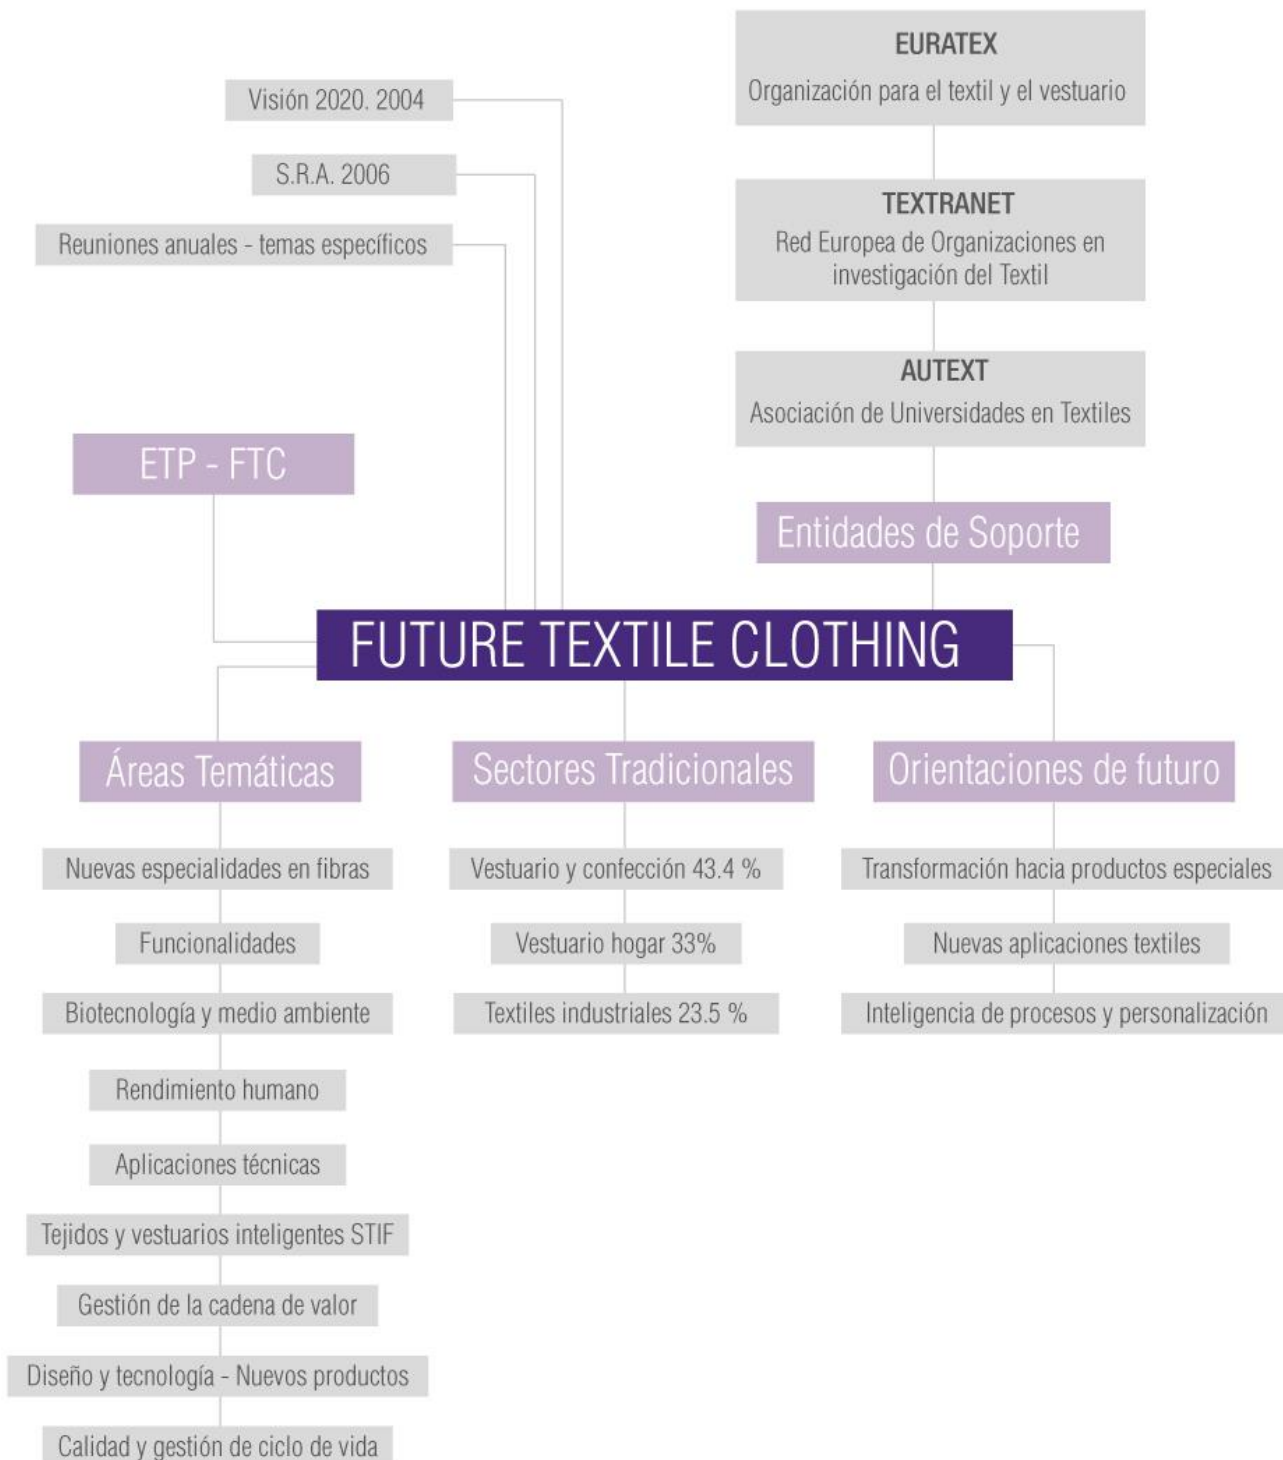 EURATEX
Organización para el textil y el vestuario
Visión 2020. 2004
S.R.A. 2006
Reuniones anuales - temas específicos
TEXTRANET
Red Europea de Organizaciones en
investigación del Textil
AUTEXT
Asociación de Universidades en Textiles
ETP - FTC
Entidades de Soporte
FUTURE TEXTILE CLOTHING
Áreas Temáticas
Nuevas especialidades en fibras
Funcionalidades
Biotecnología y medio ambiente
Rendimiento humano
Aplicaciones técnicas
Tejidos y vestuarios inteligentes STIF
Gestión de la cadena de valor
Diseño y tecnología - Nuevos productos
Calidad y gestión de ciclo de vida
Sectores Tradicionales
Vestuario y confección 43.4 %
Vestuario hogar 33%
Textiles industriales 23.5 %
Orientaciones de futuro
Transformación hacia productos especiales
Nuevas aplicaciones textiles
Inteligencia de procesos y personalización